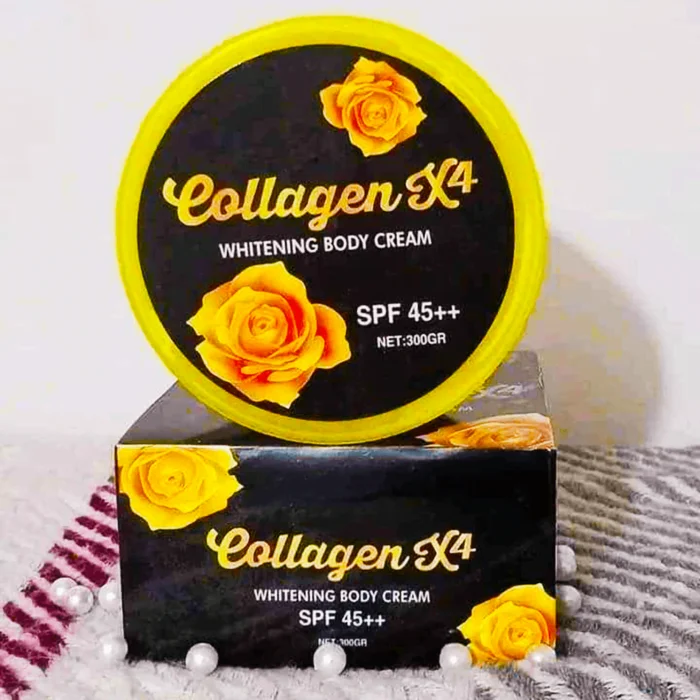 Collagen X4
WHITENING BODY CREAM
SPF 45++
NET:300GR
Collagen X4
WHITENING BODY CREAM
SPF 45++
NET:300GR